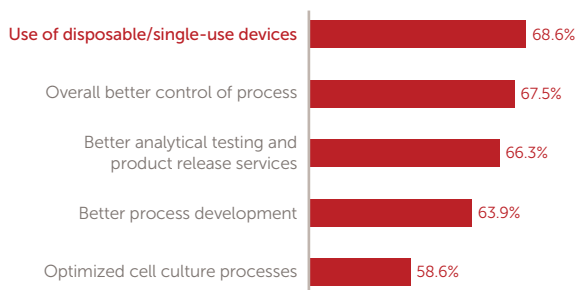 Use of disposable/single-use devices
68.6%
Overall better control of process
67.5%
Better analytical testing and
product release services
66.3%
Better process development
63.9%
Optimized cell culture processes
58.6%